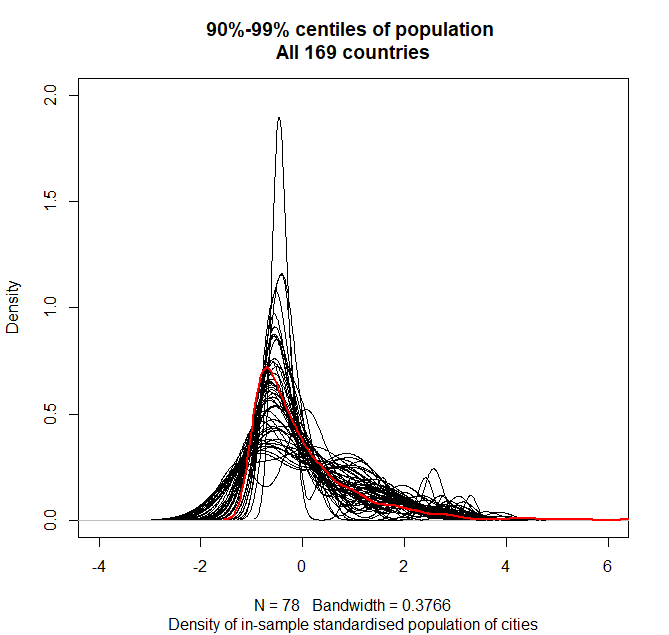 90%-99% centiles of population
All 169 countries
Density
2.0
1.5
1.0
0.5
0.0
-4
-2
0
2
4
6
N = 78 Bandwidth = 0.3766
Density of in-sample standardised population of cities